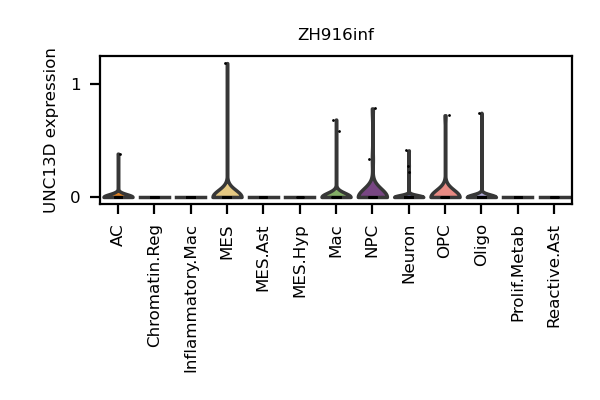 ZH916inf
UNC13D expression
1
0
AC
Chromatin.Reg
Inflammatory.Mac
MES
MES.Ast
MES.Hyp
Mac
NPC
Neuron
OPC
Oligo
Prolif.Metab
Reactive.Ast